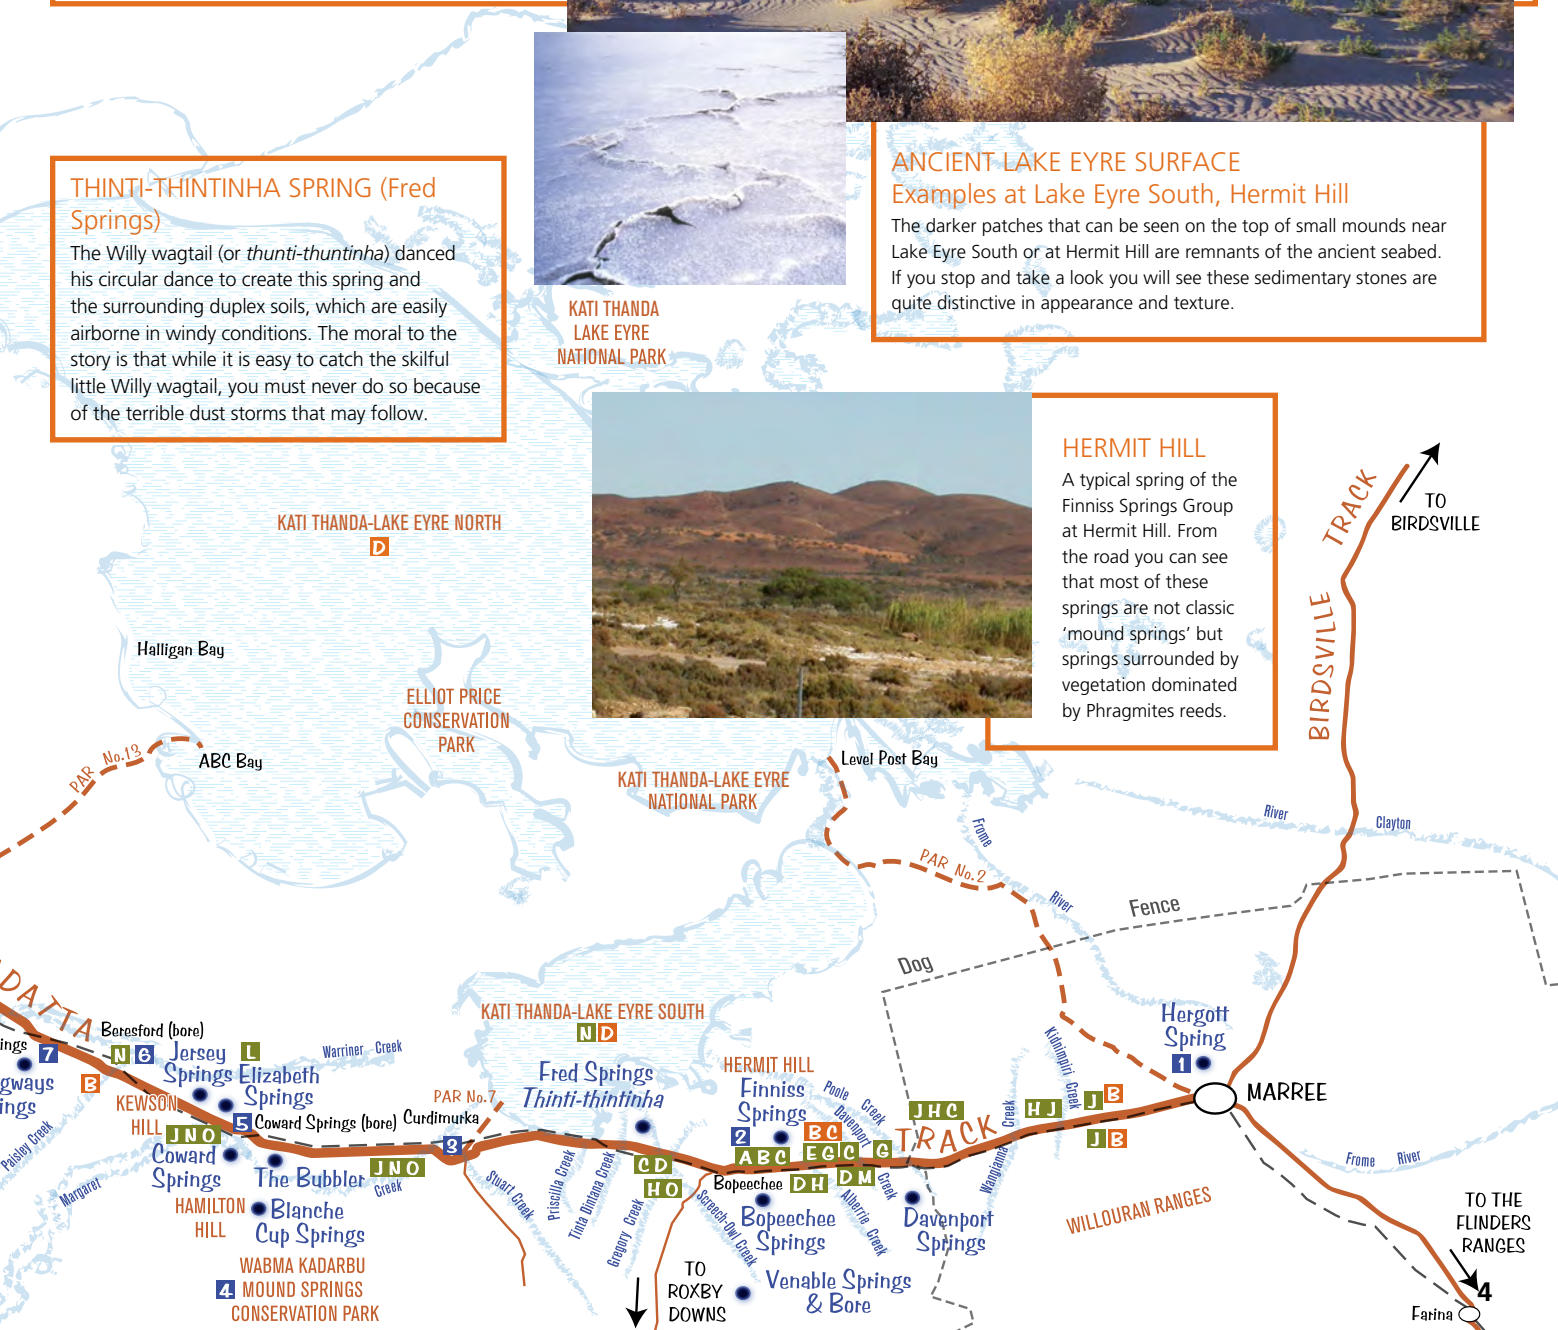 THINTI-THINTINHA SPRING (Fred
Springs)
The Willy wagtail (or thunti-thuntinha) danced
his circular dance to create this spring and
the surrounding duplex soils, which are easily
airborne in windy conditions. The moral to the
story is that while it is easy to catch the skilful
little Willy wagtail, you must never do so because
of the terrible dust storms that may follow.
KATI THANDA
LAKE EYRE
NATIONAL PARK
ANCIENT LAKE EYRE SURFACE
Examples at Lake Eyre South, Hermit Hill
The darker patches that can be seen on the top of small mounds near
Lake Eyre South or at Hermit Hill are remnants of the ancient seabed.
If you stop and take a look you will see these sedimentary stones are
quite distinctive in appearance and texture.
HERMIT HILL
A typical spring of the
Finniss Springs Group
at Hermit Hill. From
the road you can see
that most of these
springs are not classic
'mound springs' but
springs surrounded by
vegetation dominated
by Phragmites reeds.
TO
BIRDSVILLE
BIRDSVILLE TRACK
KATI THANDA-LAKE EYRE NORTH
D
Halligan Bay
ELLIOT PRICE
CONSERVATION
PARK
PAR No.13
ABC Bay
KATI THANDA-LAKE EYRE
NATIONAL PARK
Level Post Bay
Frome
River
PAR No.2
River
Clayton
Dog
Fence
KATI THANDA-LAKE EYRE SOUTH
N D
Hergott
Spring
1
MARREE
DATTA
Beresford (bore)
ings
7
gways
ings
B
N 6
Jersey
Springs
L
Elizabeth
Springs
Warriner Creek
KEWSON
HILL
J N O
5
Coward Springs (bore)
Curdimurka
PAR No.7
3
Fred Springs
Thinti-thintinha
HERMIT HILL
Finniss
Springs
2
A B C
B C
E G
C
G
Poole
Creek
Davenport
Creek
J H C
TRACK
H J
J B
J B
Kidnimpiri Creek
Wangianna Creek
Paisley Creek
Margaret
Creek
Coward
Springs
The Bubbler
J N O
HAMILTON
HILL
Blanche
Cup Springs
WABMA KADARBU
4 MOUND SPRINGS
CONSERVATION PARK
Stuart Creek
Priscilla Creek
Tinta Dintana Creek
Gregory Creek
C D
H O
Bopeechee
D H
D M
Screech-Owl Creek
Bopeechee
Springs
Alberrie Creek
Davenport
Springs
Venable Springs
& Bore
TO
ROXBY
DOWNS
WILLOURAN RANGES
Frome River
TO THE
FLINDERS
RANGES
4
Farina